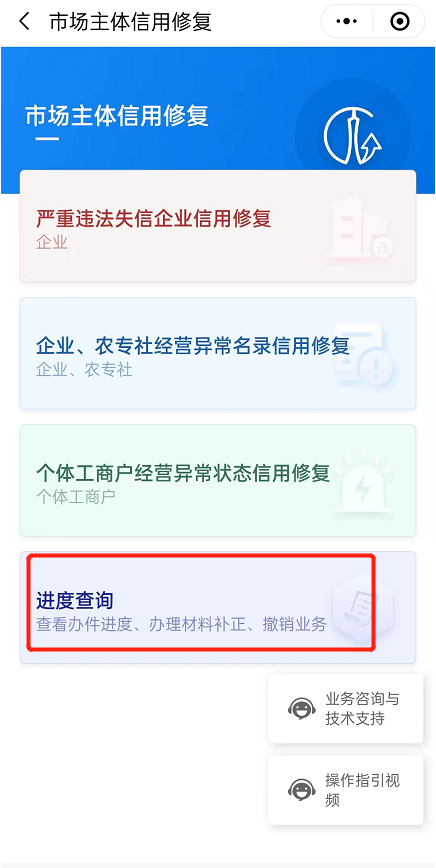 市场主体信用修复
市场主体信用修复
严重违法失信企业信用修复
企业
违
企业、农专社经营异常名录信用修复
企业、农专社
个体工商户经营异常状态信用修复
个体工商户
进度查询
查看办件进度、办理材料补正、撤销业务
业务咨询与
技术支持
操作指引视
频